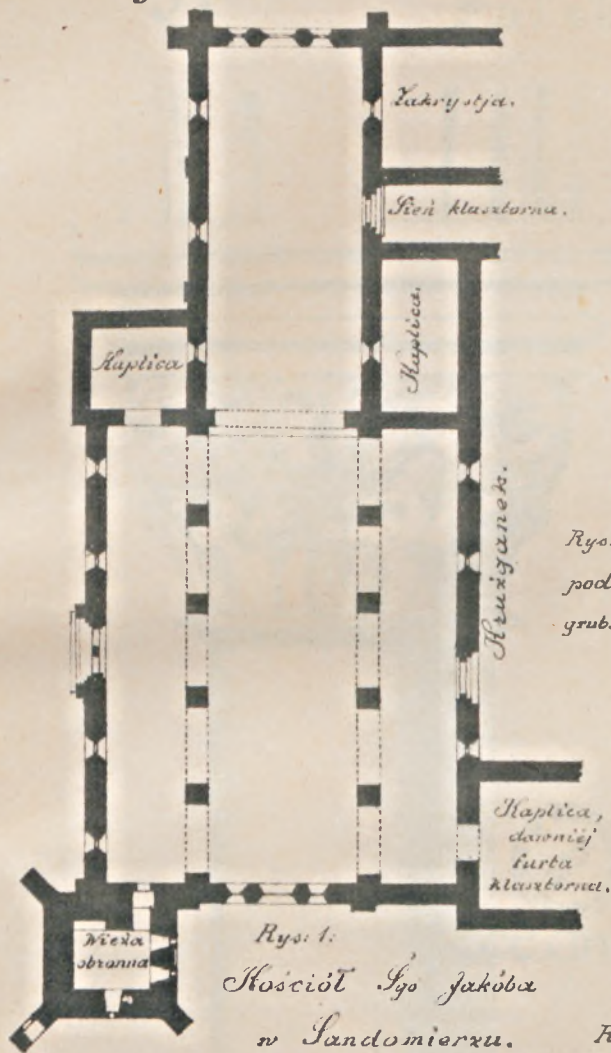 Zakrystja.
Sień klasztorna.
Kaplica
Kaplica.
Krużganek.
Rys:
pod
grub:
Kaplica,
dawniéj
furta
klasztorna.
Wieża
obronna
Rys: 1:
Kościół Sgo Jakóba
w Sandomierzu.
R